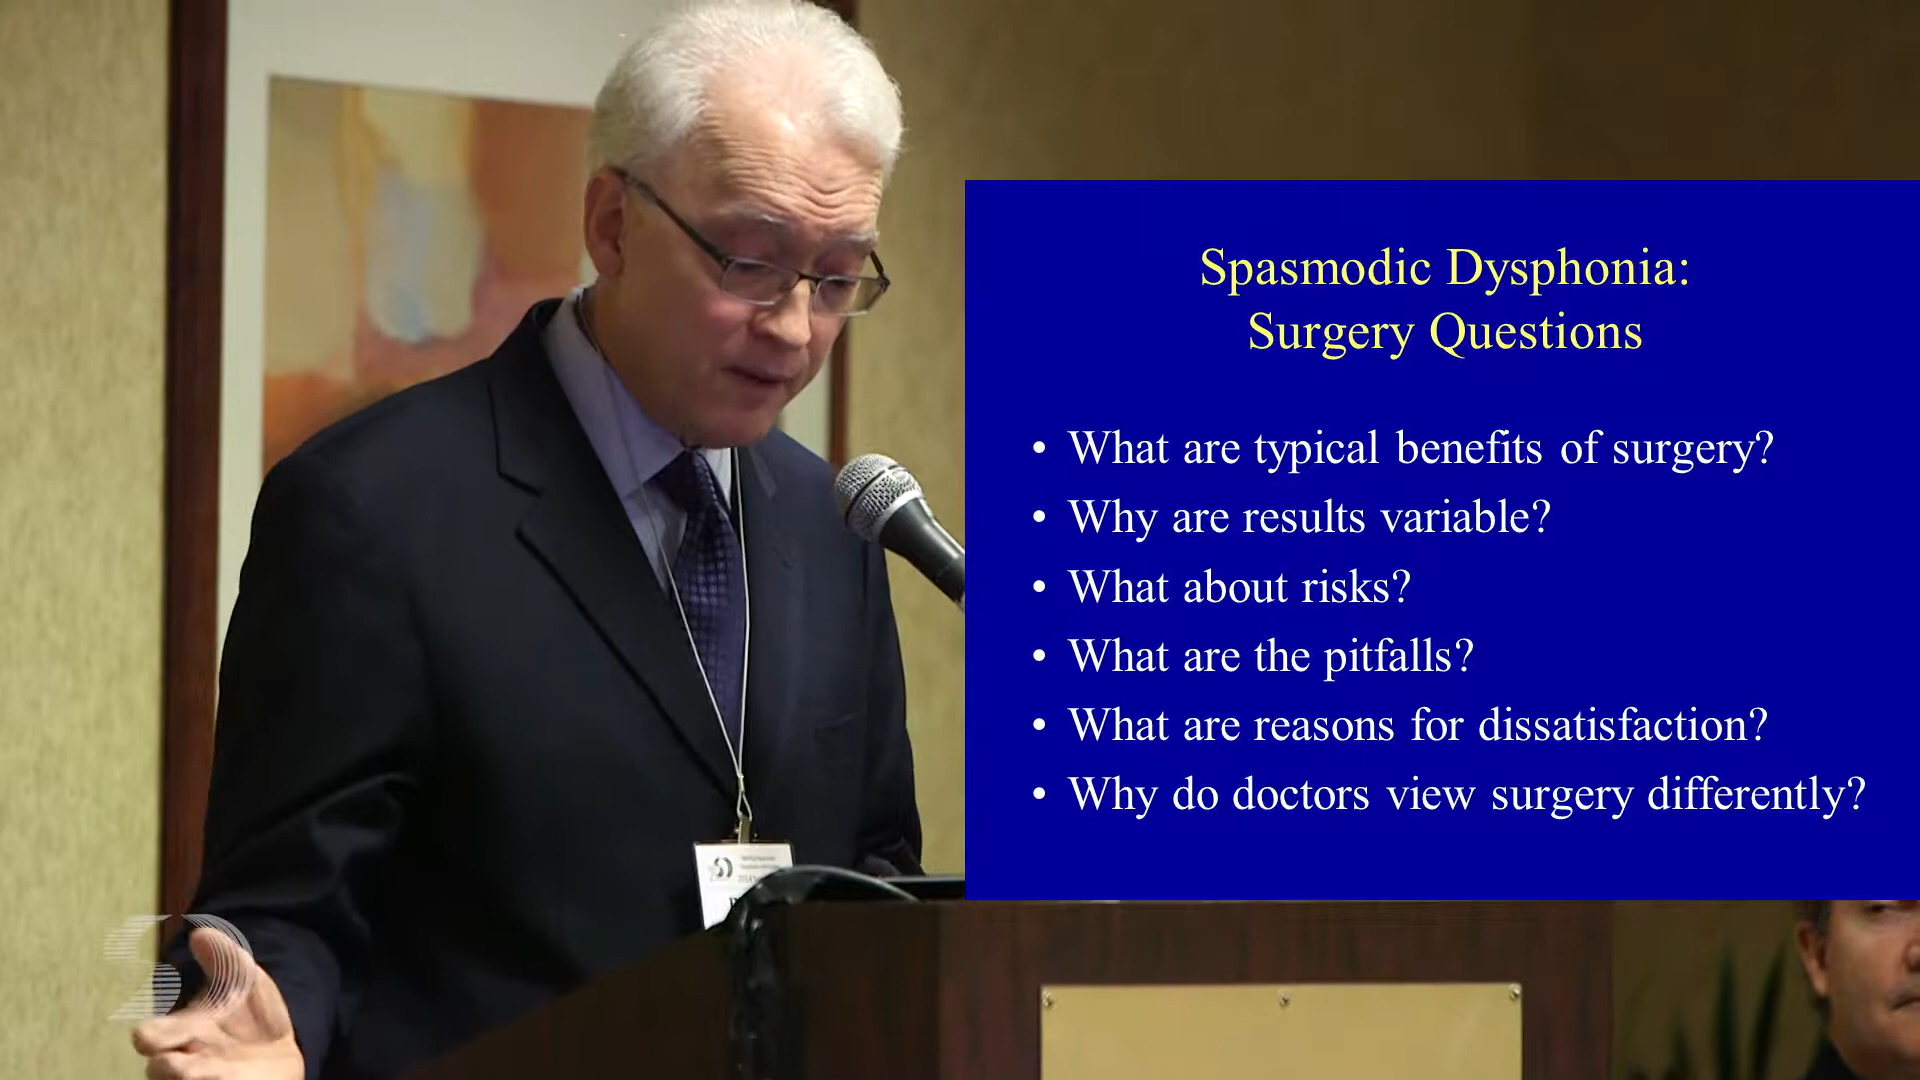 Spasmodic Dysphonia:
Surgery Questions
• What are typical benefits of surgery?
• Why are results variable?
• What about risks?
• What are the pitfalls?
• What are reasons for dissatisfaction?
• Why do doctors view surgery differently?